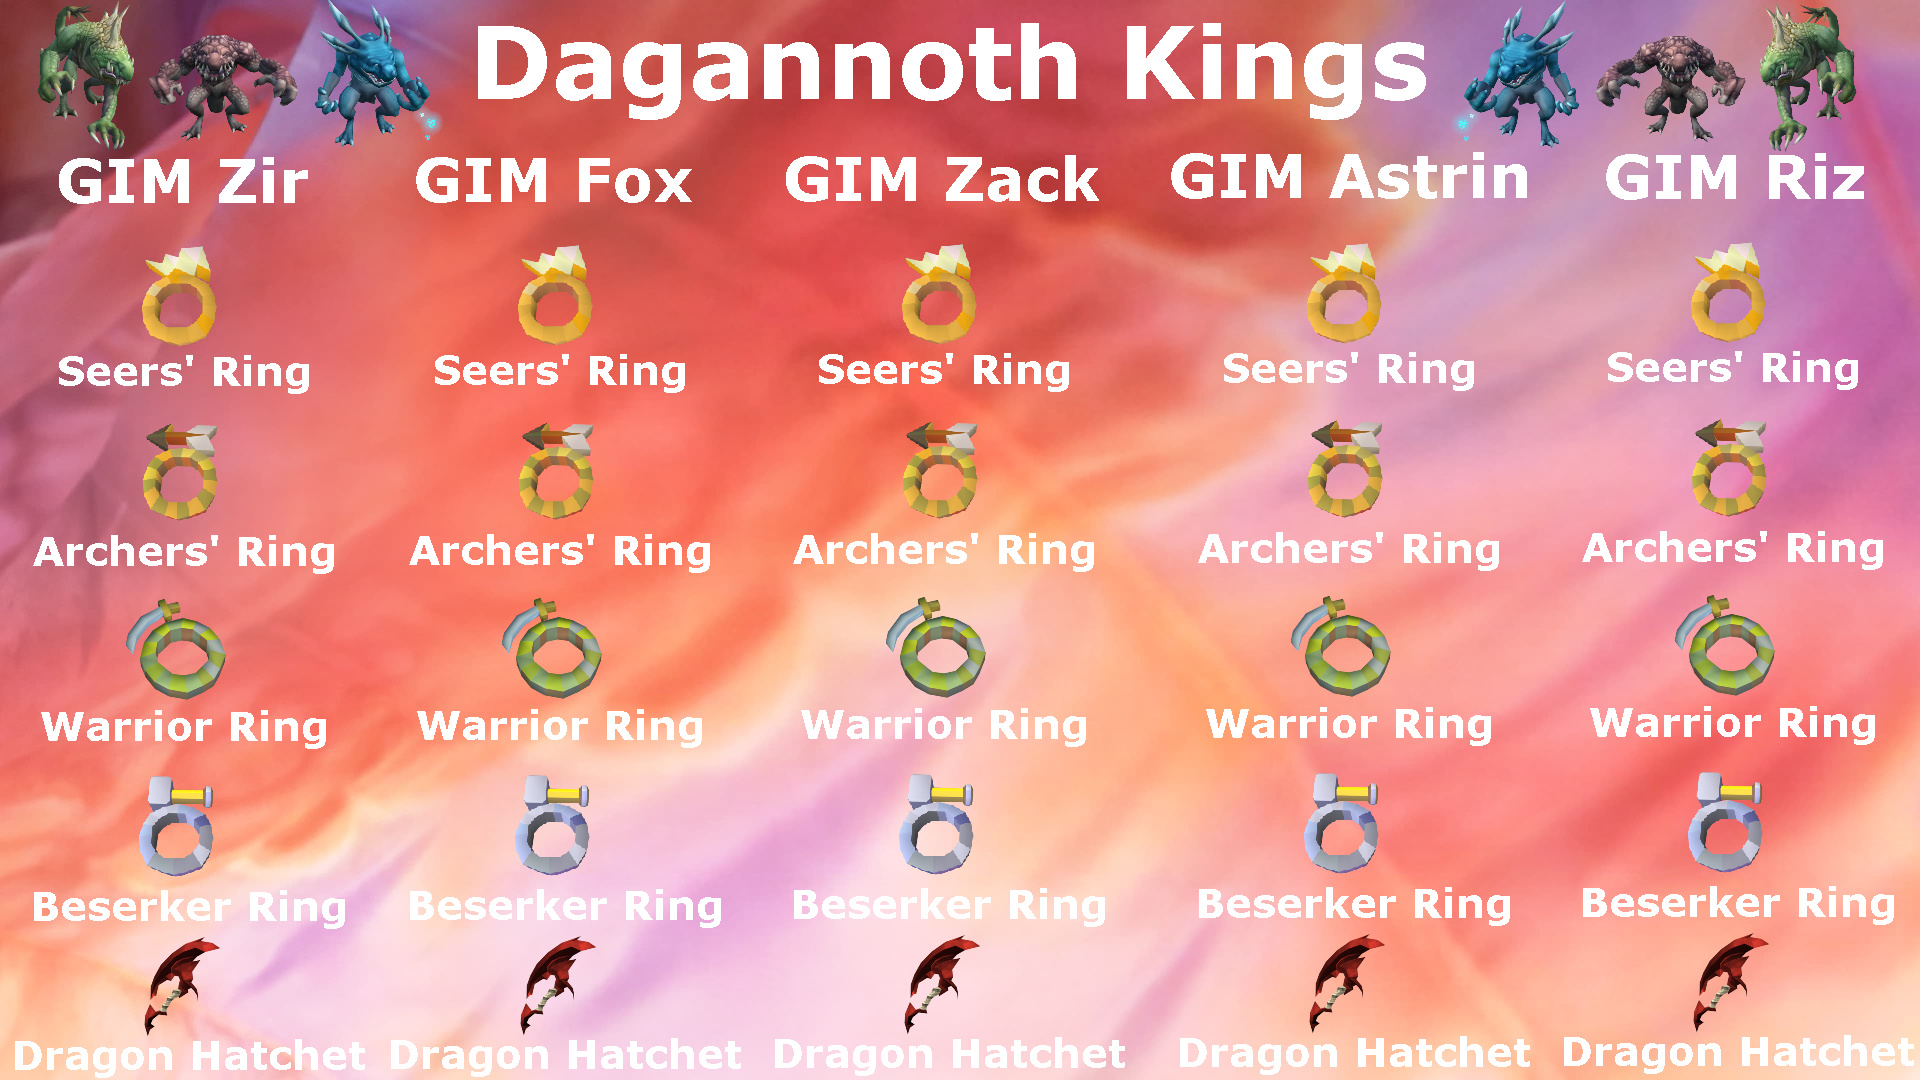 Dagannoth Kings
GIM Zir GIM Fox GIM Zack GIM Astrin GIM Riz
Seers' Ring Seers' Ring Seers' Ring Seers' Ring Seers' Ring
Archers' Ring Archers' Ring Archers' Ring Archers' Ring Archers' Ring
Warrior Ring Warrior Ring Warrior Ring Warrior Ring Warrior Ring
Beserker Ring Beserker Ring Beserker Ring Beserker Ring Beserker Ring
Dragon Hatchet Dragon Hatchet Dragon Hatchet Dragon Hatchet Dragon Hatchet